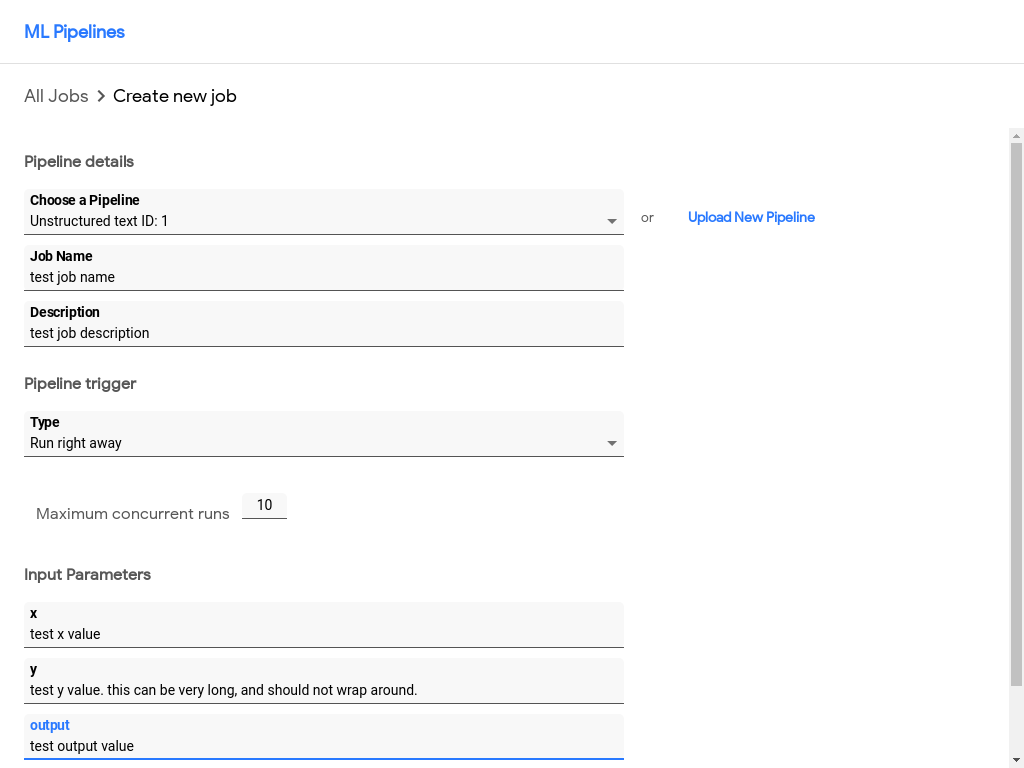 ML Pipelines
All Jobs > Create new job
Pipeline details
Choose a Pipeline
Unstructured text ID: 1
or
Upload New Pipeline
Job Name
test job name
Description
test job description
Pipeline trigger
Type
Run right away
Maximum concurrent runs 10
Input Parameters
x
test x value
y
test y value. this can be very long, and should not wrap around.
output
test output value